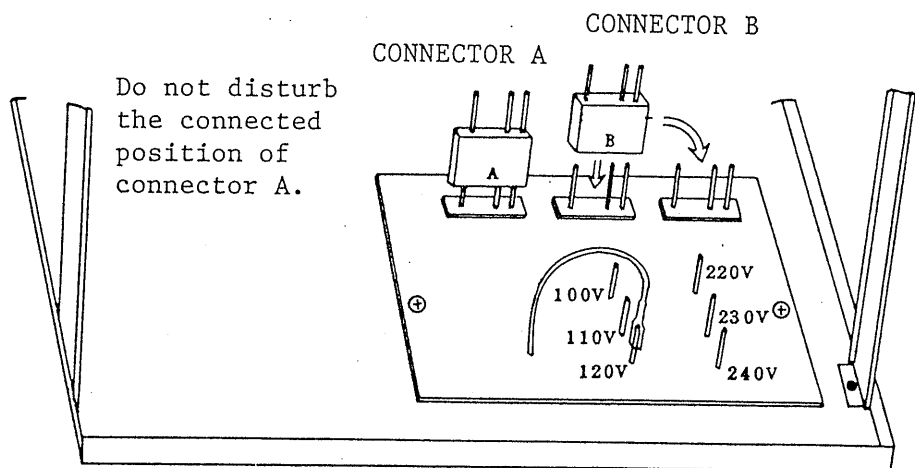 CONNECTOR B
CONNECTOR A
Do not disturb
the connected
position of
connector A.
A
B
100V
110V
120V
220V
230V
240V